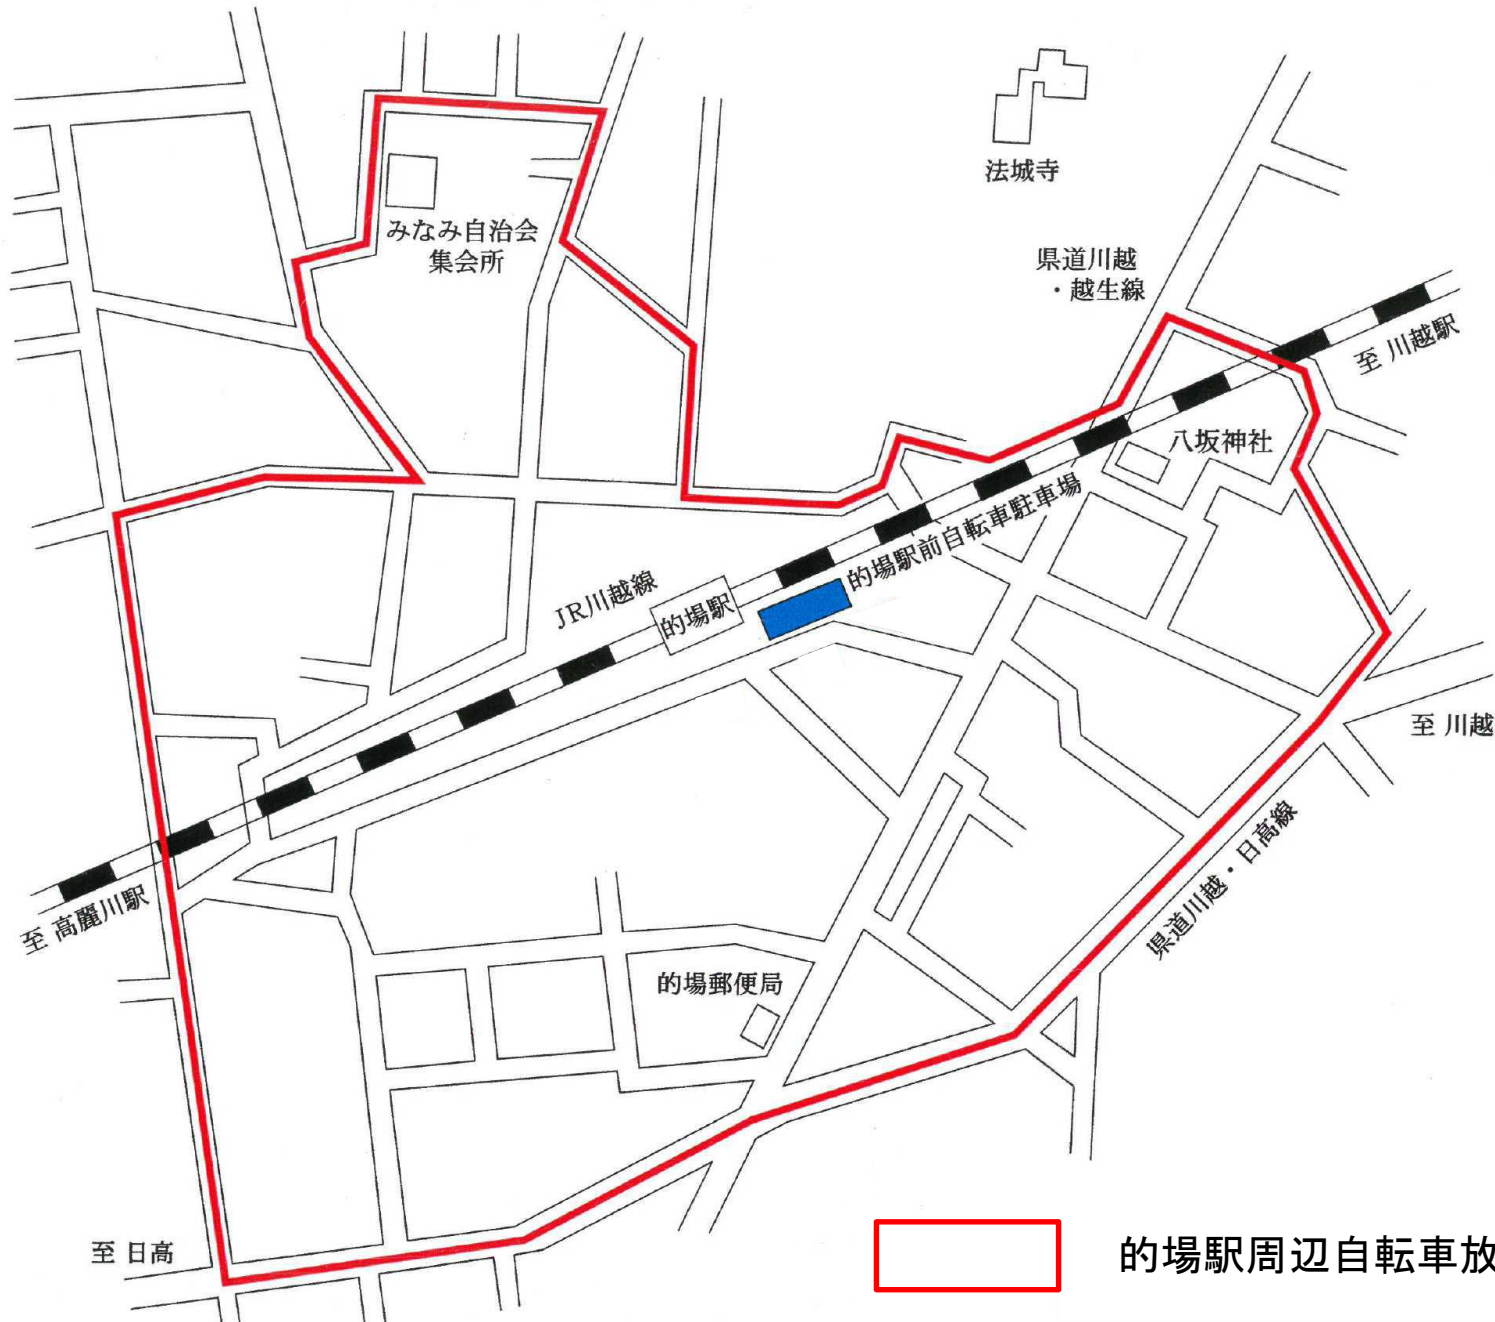 法城寺
みなみ自治会
集会所
県道川越
・越生線
至 川越駅
八坂神社
的場駅前自転車駐車場
JR川越線
的場駅
至 川越
県道川越・日高線
至 高麗川駅
的場郵便局
至 日高
的場駅周辺自転車放